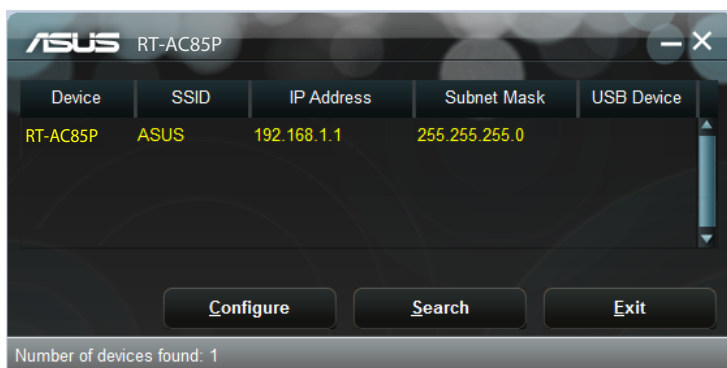 ASUS RT-AC85P
Device SSID IP Address Subnet Mask USB Device
RT-AC85P ASUS 192.168.1.1 255.255.255.0
Configure Search Exit
Number of devices found: 1